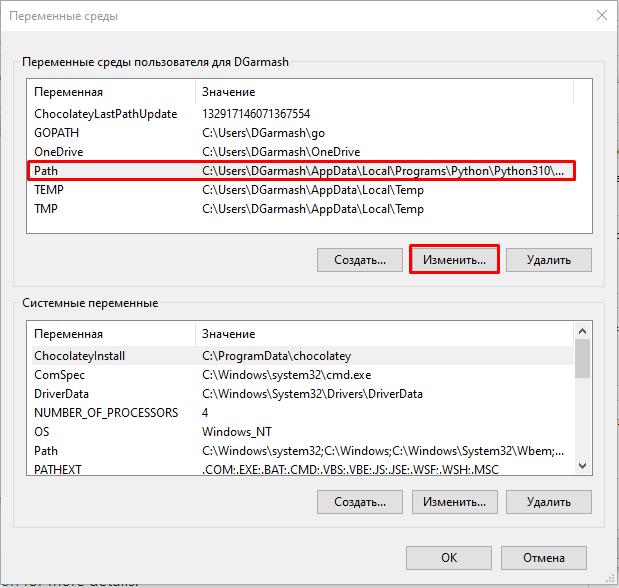 Переменные среды
Переменные среды пользователя для DGarmash
Переменная Значение
ChocolateyLastPathUpdate 132917146071367554
GOPATH C:\Users\DGarmash\go
OneDrive C:\Users\DGarmash\OneDrive
Path C:\Users\DGarmash\AppData\Local\Programs\Python\Python310\...
TEMP C:\Users\DGarmash\AppData\Local\Temp
TMP C:\Users\DGarmash\AppData\Local\Temp
Создать... Изменить... Удалить
Системные переменные
Переменная Значение
ChocolateyInstall C:\ProgramData\chocolatey
ComSpec C:\Windows\system32\cmd.exe
DriverData C:\Windows\System32\Drivers\DriverData
NUMBER_OF_PROCESSORS 4
OS Windows_NT
Path C:\Windows\system32;C:\Windows;C:\Windows\System32\Wbem;...
PATHEXT .COM;.EXE;.BAT;.CMD;.VBS;.VBE;.JS;.JSE;.WSF;.WSH;.MSC
Создать... Изменить... Удалить
OK Отмена
for more details.